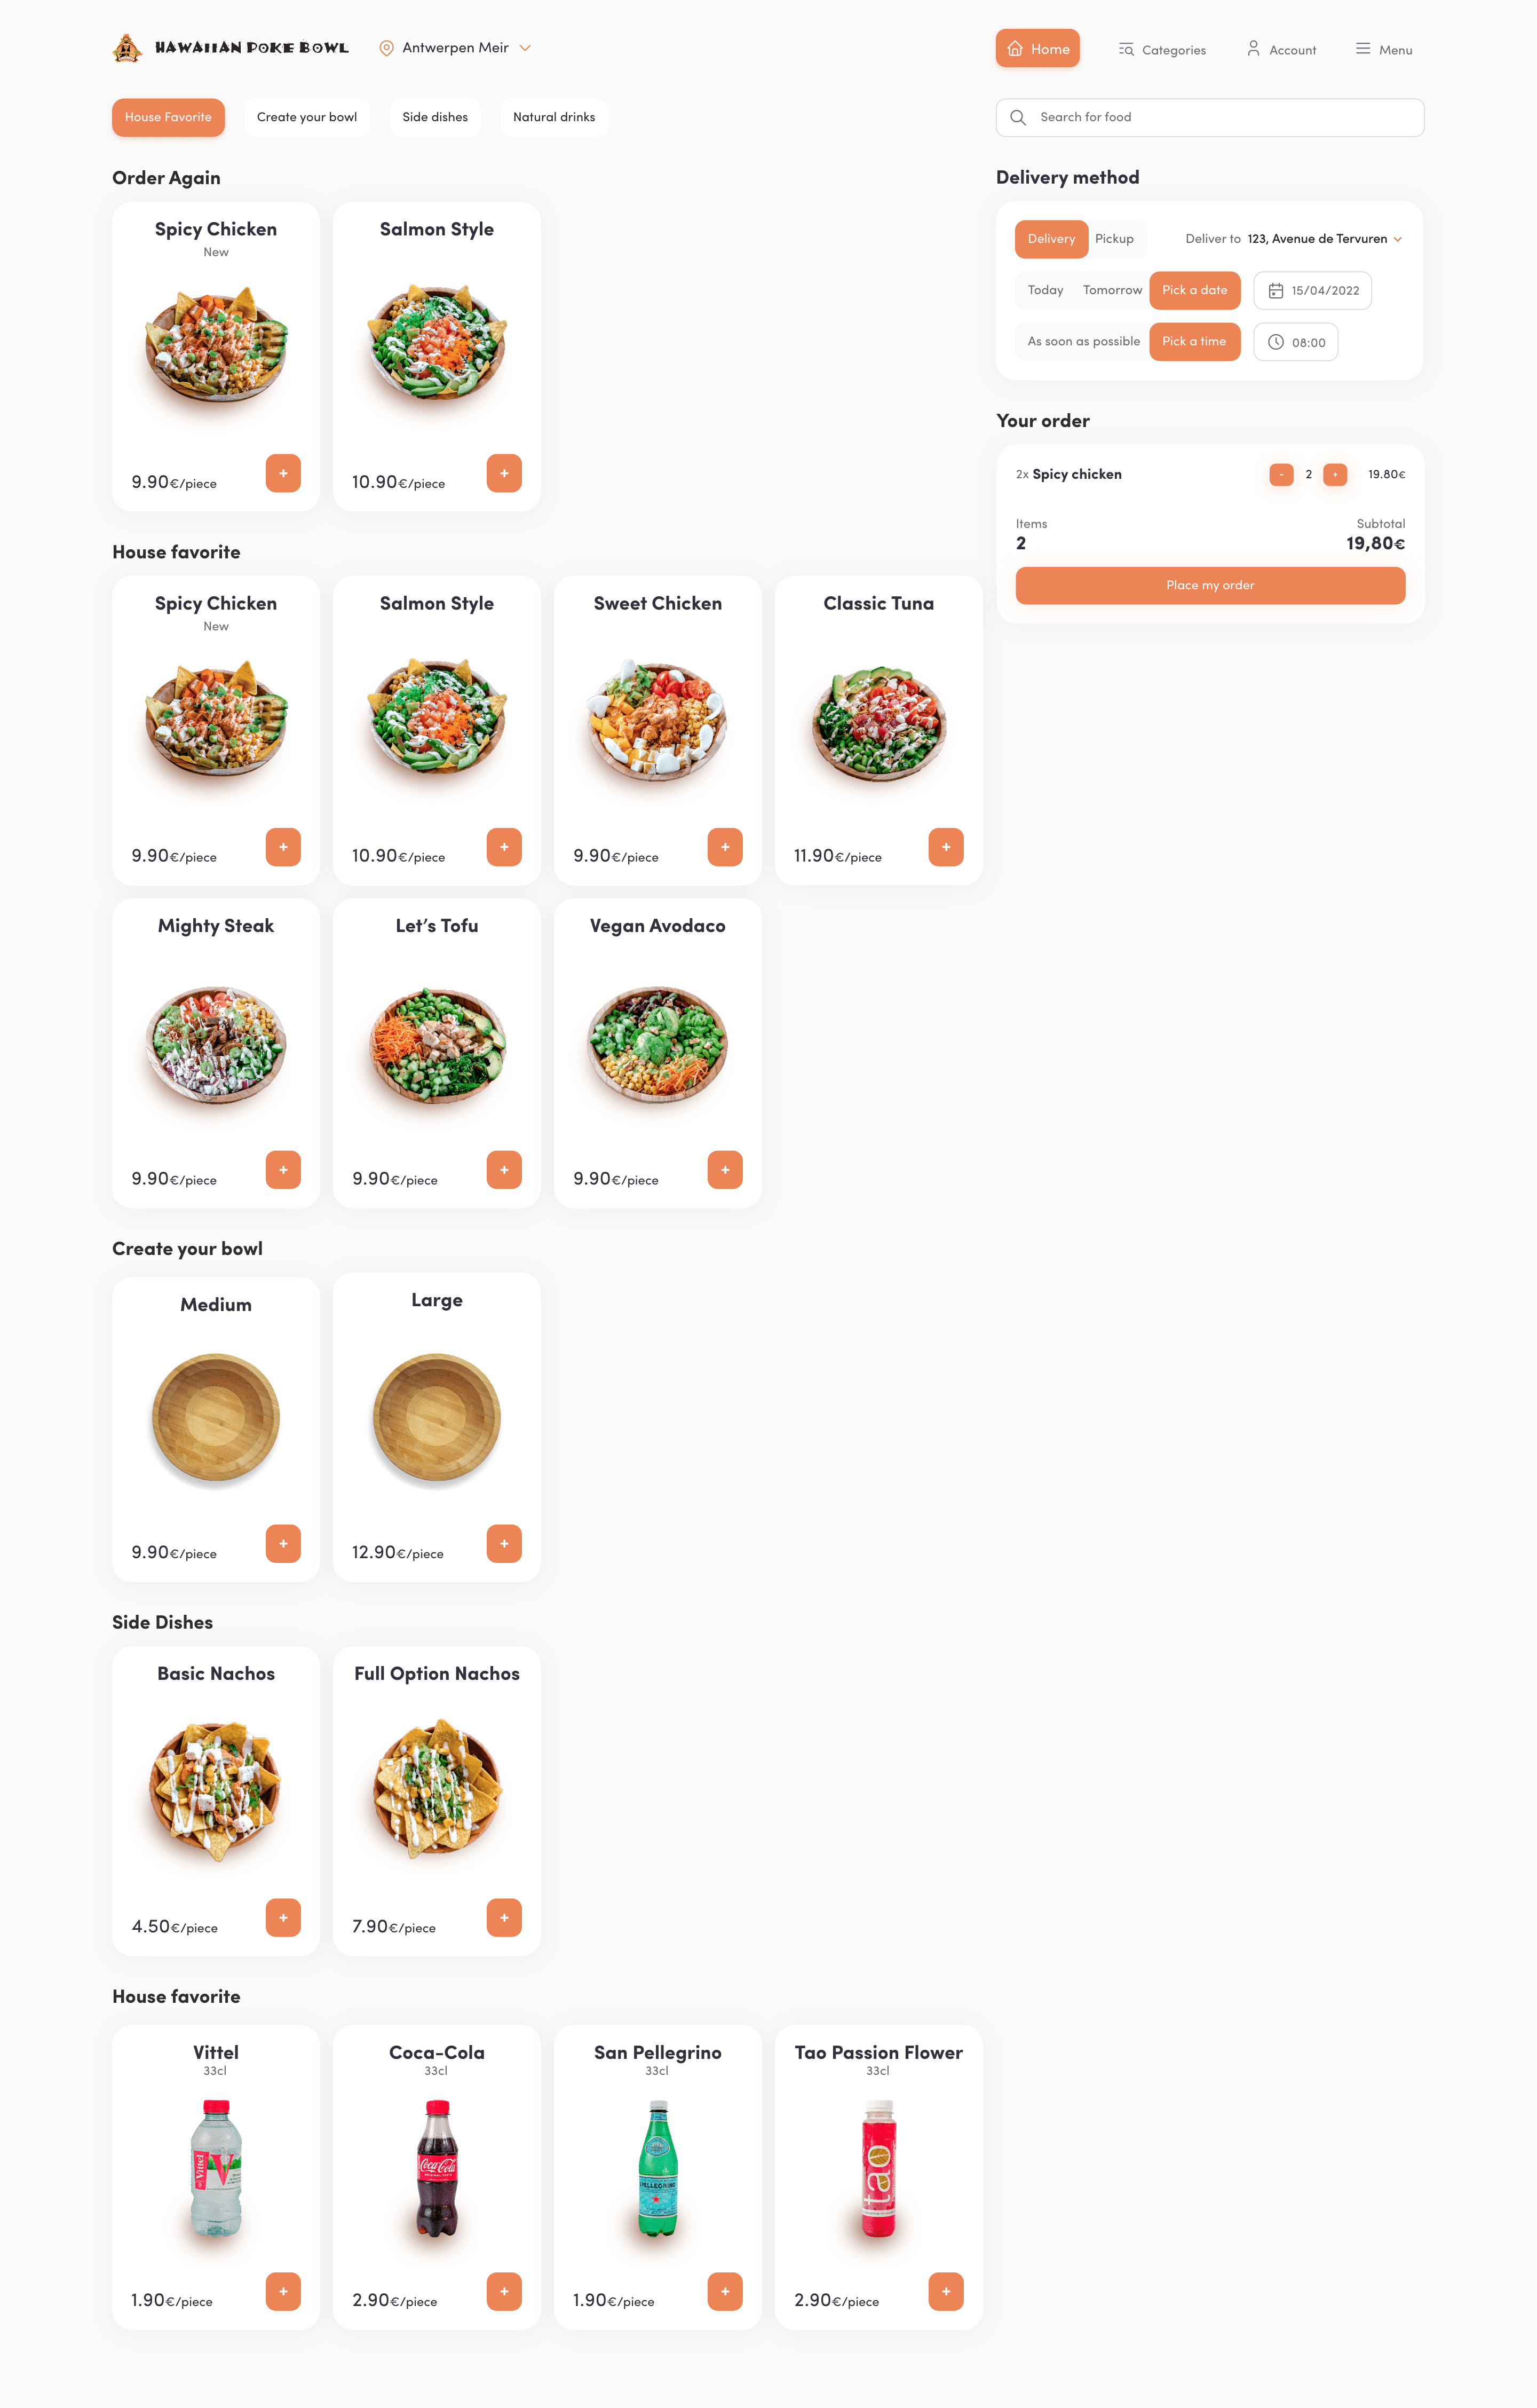 HAWAIIAN POKE BOWL
Antwerpen Meir
Home
Categories
Account
Menu
House Favorite
Create your bowl
Side dishes
Natural drinks
Search for food
Order Again
Spicy Chicken
New
9.90€/piece
+
Salmon Style
10.90€/piece
+
Delivery method
Delivery
Pickup
Deliver to 123, Avenue de Tervuren
Today
Tomorrow
Pick a date
15/04/2022
As soon as possible
Pick a time
08:00
Your order
2x Spicy chicken
-
2
+
19.80€
Items
Subtotal
2
19,80€
Place my order
House favorite
Spicy Chicken
New
9.90€/piece
+
Salmon Style
10.90€/piece
+
Sweet Chicken
9.90€/piece
+
Classic Tuna
11.90€/piece
+
Mighty Steak
9.90€/piece
+
Let’s Tofu
9.90€/piece
+
Vegan Avodaco
9.90€/piece
+
Create your bowl
Medium
9.90€/piece
+
Large
12.90€/piece
+
Side Dishes
Basic Nachos
4.50€/piece
+
Full Option Nachos
7.90€/piece
+
House favorite
Vittel
33cl
Vittel
1.90€/piece
+
Coca-Cola
33cl
Coca-Cola
2.90€/piece
+
San Pellegrino
33cl
PELLEGRINO
1.90€/piece
+
Tao Passion Flower
33cl
tao
2.90€/piece
+